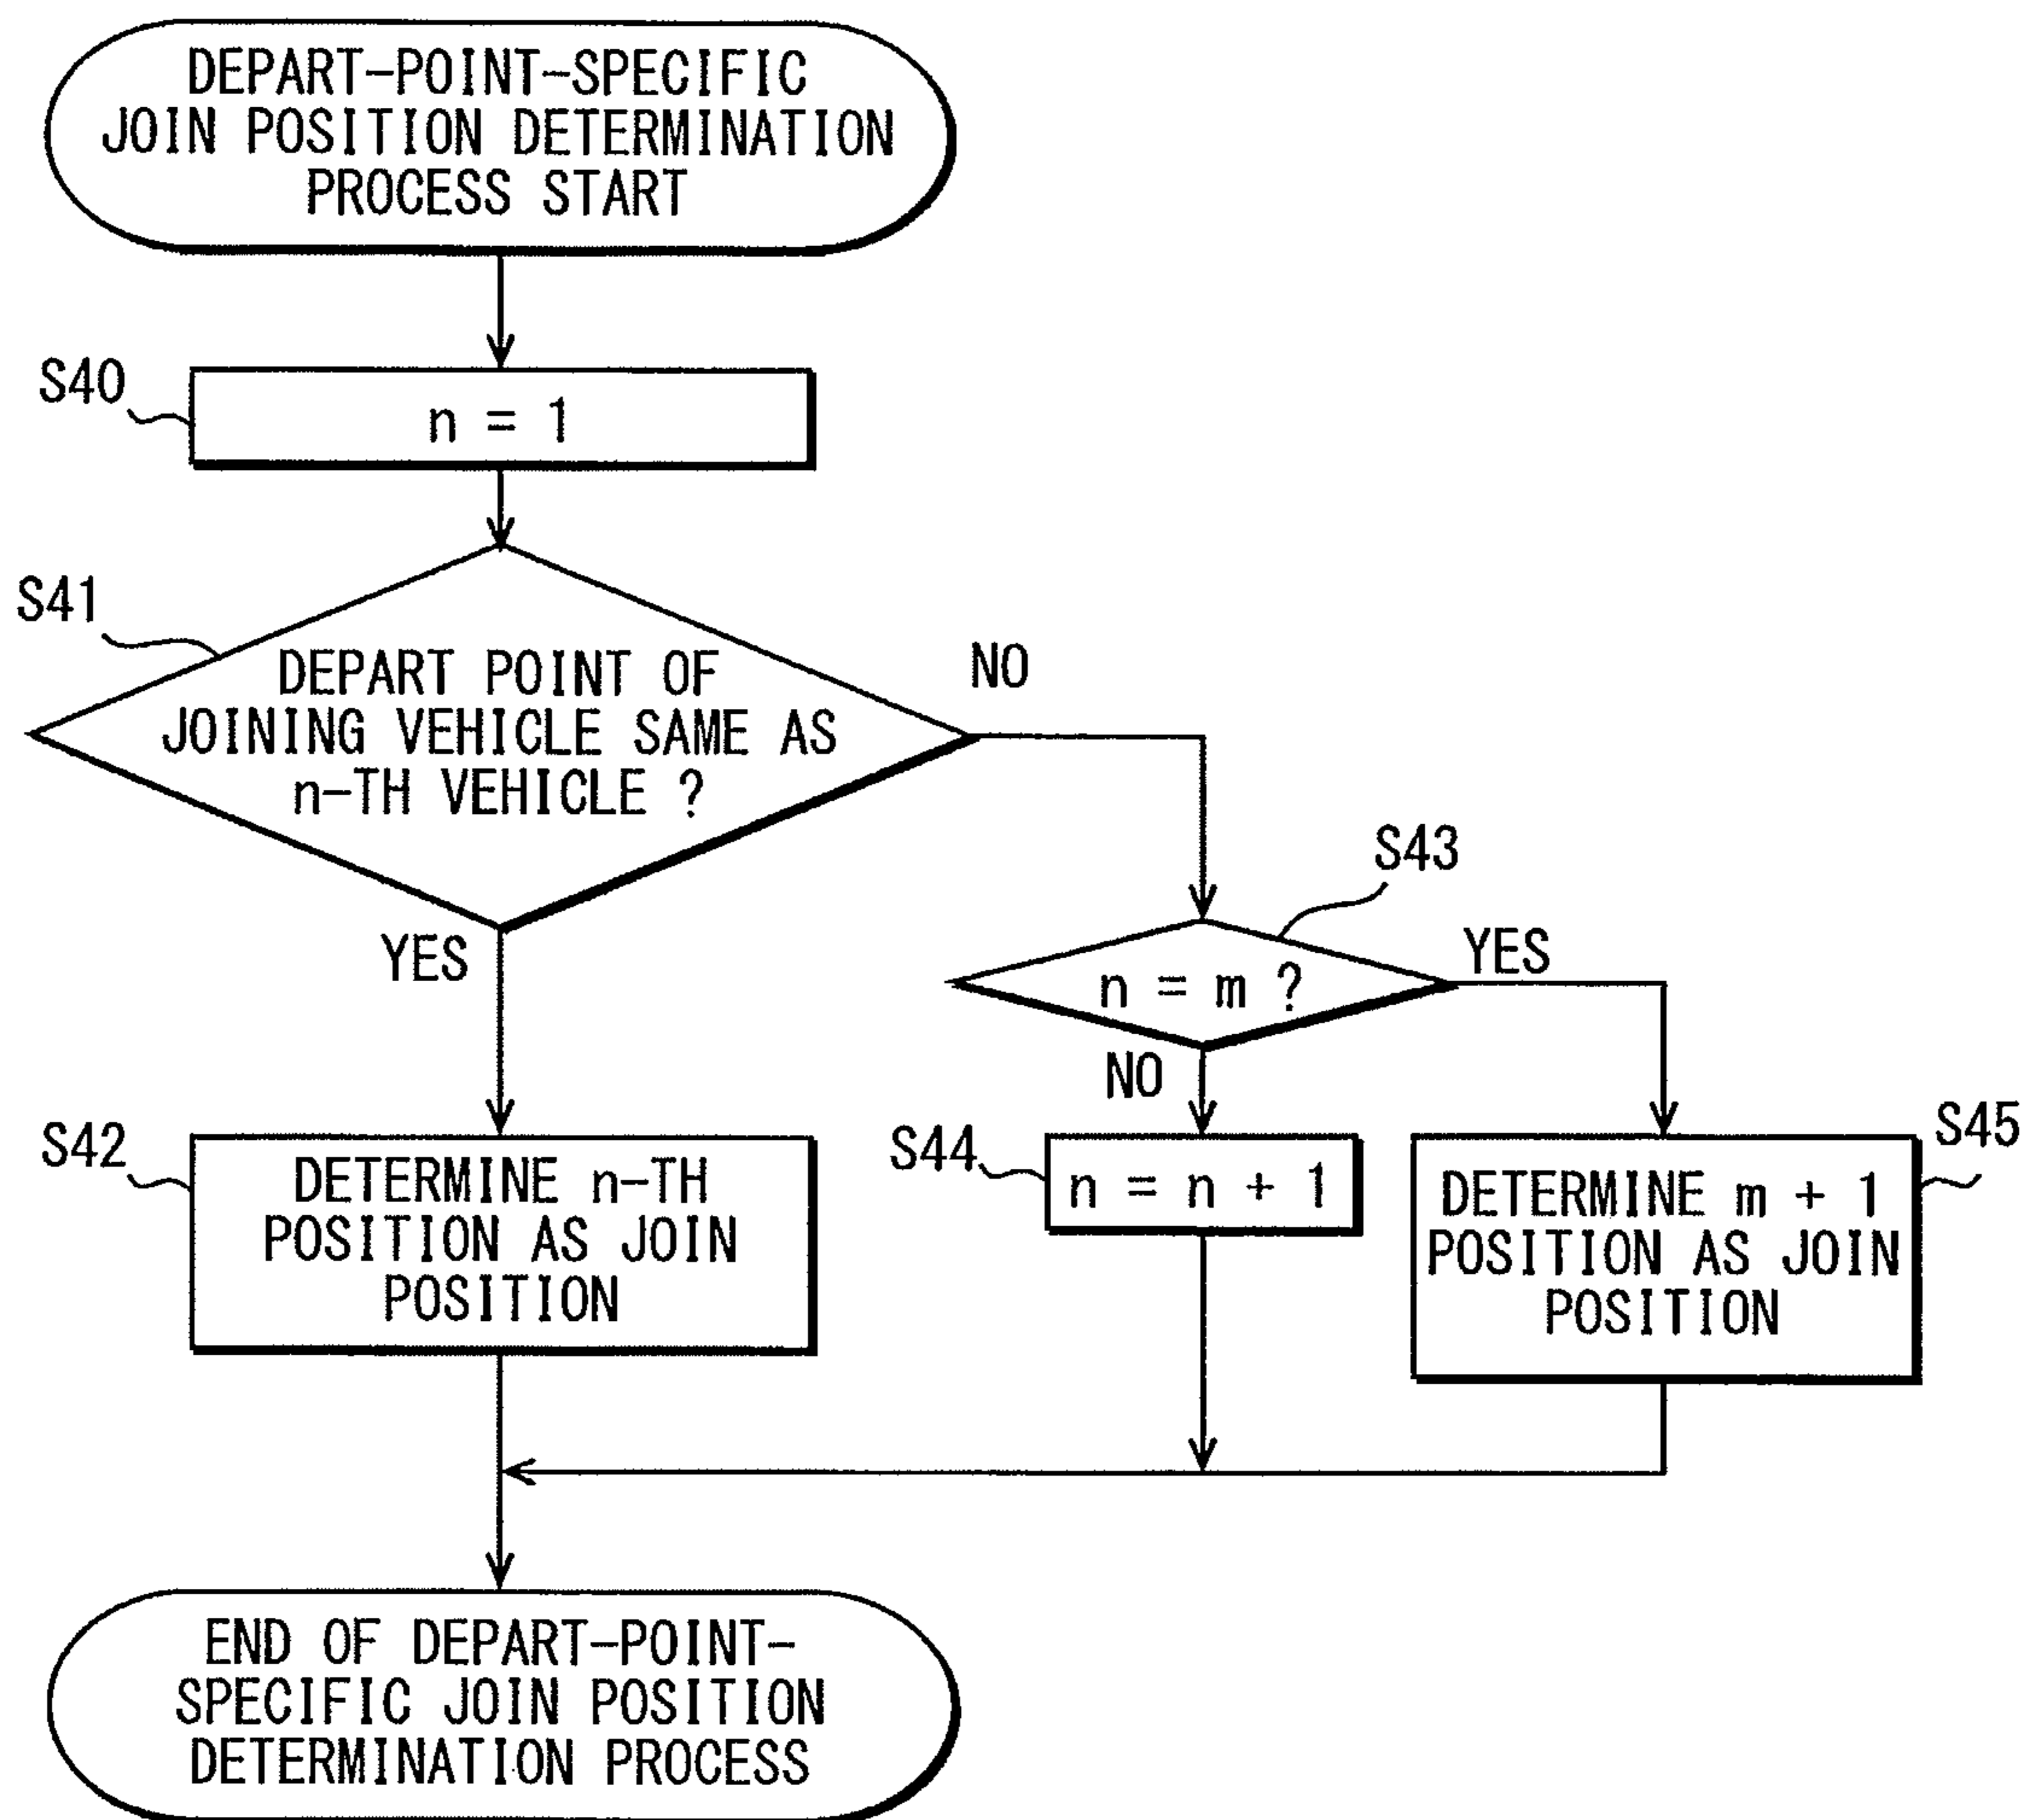 DEPART-POINT-SPECIFIC
JOIN POSITION DETERMINATION
PROCESS START
S40
n = 1
S41
DEPART POINT OF
JOINING VEHICLE SAME AS
n-TH VEHICLE ?
NO
YES
S43
n = m ?
YES
NO
S42
DETERMINE n-TH
POSITION AS JOIN
POSITION
S44
n = n + 1
S45
DETERMINE m + 1
POSITION AS JOIN
POSITION
END OF DEPART-POINT-
SPECIFIC JOIN POSITION
DETERMINATION PROCESS